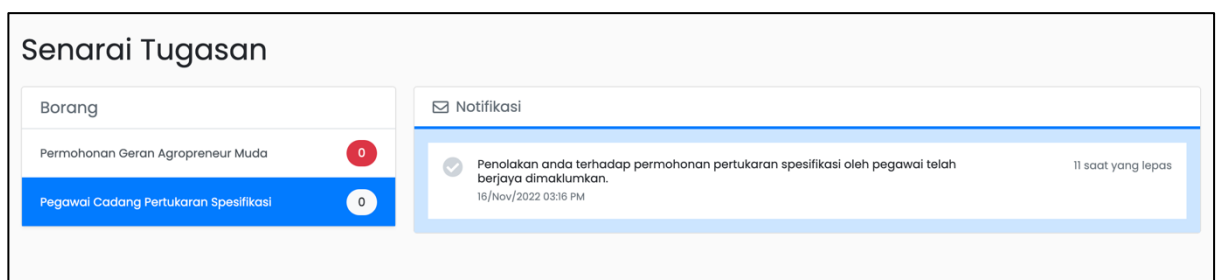 Senarai Tugasan
Borang
Permohonan Geran Agropreneur Muda 0
Pegawai Cadang Pertukaran Spesifikasi 0
Notifikasi
Penolakan anda terhadap permohonan pertukaran spesifikasi oleh pegawai telah
berjaya dimaklumkan.
16/Nov/2022 03:16 PM
11 saat yang lepas